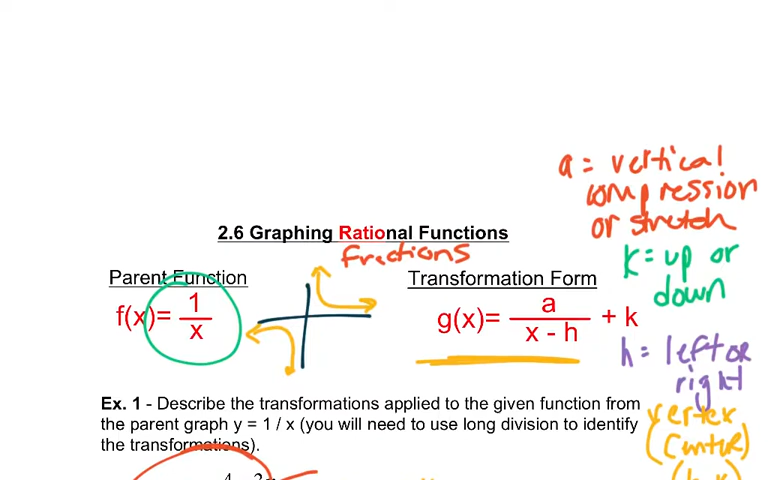 a = vertical
compression
or stretch
2.6 Graphing Rational Functions
fractions
k = up or
down
Parent Function
f(x)= 1/x
Transformation Form
g(x)= a/(x - h) + k
h = left or
right
Ex. 1 - Describe the transformations applied to the given function from
the parent graph y = 1 / x (you will need to use long division to identify
the transformations).
vertex
(center)